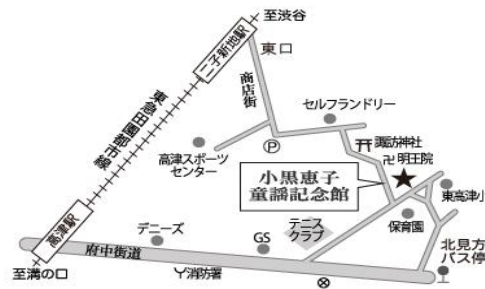 至渋谷
二子新地駅
東口
商店街
東急田園都市線
セルフランドリー
Ⓟ
諏訪神社
卍明王院
高津スポーツ
センター
小黒恵子
童謡記念館
東高津小
保育園
高津駅
デニーズ
GS
テニス
クラブ
北見方
バス停
府中街道
至溝の口
消防署